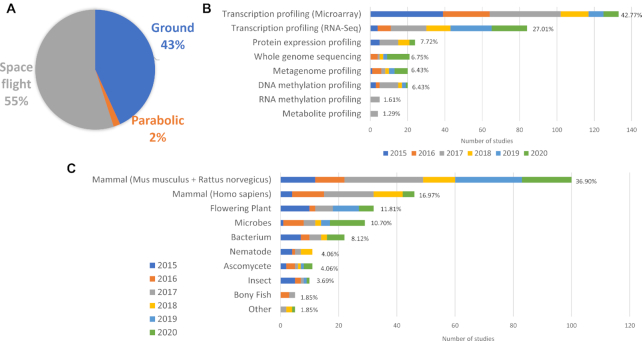 A
Ground
43%
Space
flight
55%
Parabolic
2%
B
Transcription profiling (Microarray)
42.77%
Transcription profiling (RNA-Seq)
27.01%
Protein expression profiling
7.72%
Whole genome sequencing
6.75%
Metagenome profiling
6.43%
DNA methylation profiling
6.43%
RNA methylation profiling
1.61%
Metabolite profiling
1.29%
0 20 40 60 80 100 120 140
Number of studies
2015 2016 2017 2018 2019 2020
C
Mammal (Mus musculus + Rattus norvegicus)
36.90%
Mammal (Homo sapiens)
16.97%
Flowering Plant
11.81%
Microbes
10.70%
Bacterium
8.12%
Nematode
4.06%
Ascomycete
4.06%
Insect
3.69%
Bony Fish
1.85%
Other
1.85%
2015
2016
2017
2018
2019
2020
0 20 40 60 80 100 120
Number of studies